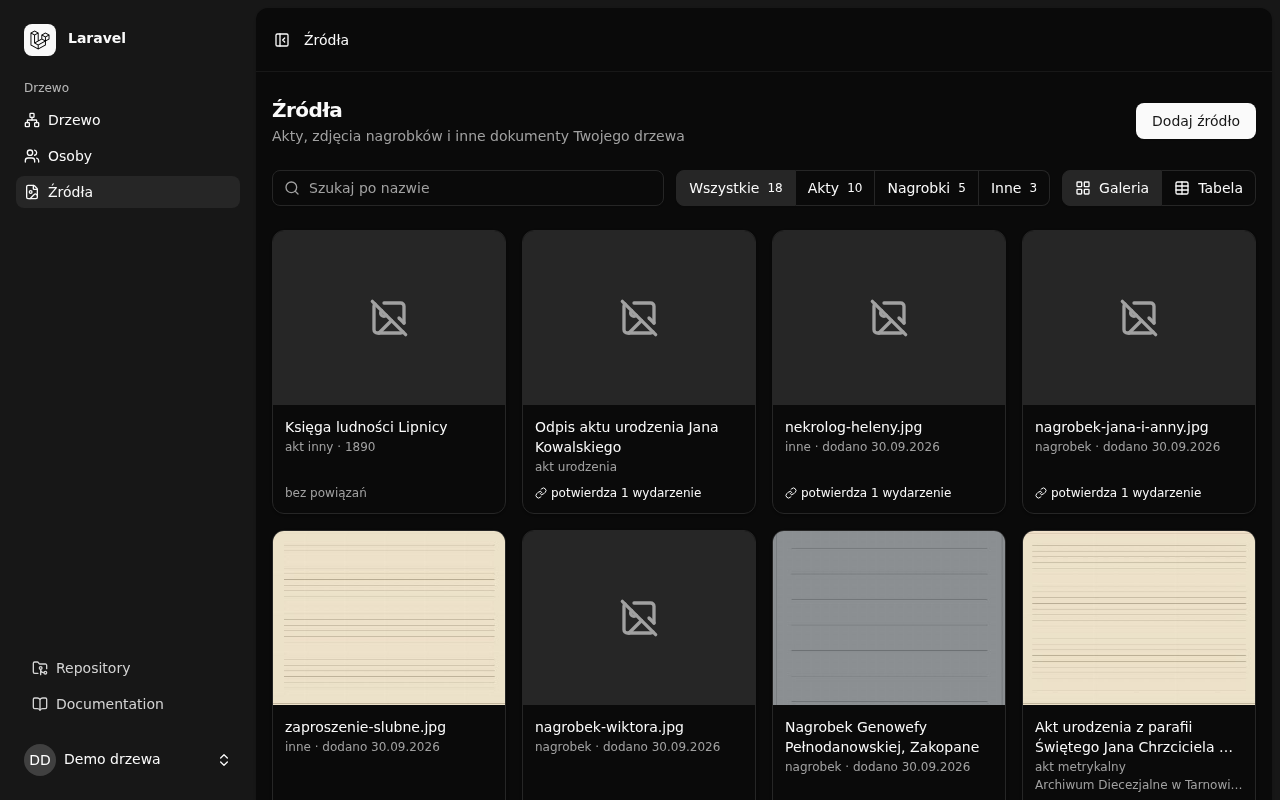 Laravel
Drzewo
Drzewo
Osoby
Źródła
Repository
Documentation
DD Demo drzewa
Źródła
Źródła
Akty, zdjęcia nagrobków i inne dokumenty Twojego drzewa
Dodaj źródło
Szukaj po nazwie
Wszystkie 18 Akty 10 Nagrobki 5 Inne 3
Galeria Tabela
Księga ludności Lipnicy
akt inny · 1890
bez powiązań
Odpis aktu urodzenia Jana
Kowalskiego
akt urodzenia
potwierdza 1 wydarzenie
nekrolog-heleny.jpg
inne · dodano 30.09.2026
potwierdza 1 wydarzenie
nagrobek-jana-i-anny.jpg
nagrobek · dodano 30.09.2026
potwierdza 1 wydarzenie
zaproszenie-slubne.jpg
inne · dodano 30.09.2026
nagrobek-wiktora.jpg
nagrobek · dodano 30.09.2026
Nagrobek Genowefy
Pełnodanowskiej, Zakopane
nagrobek · dodano 30.09.2026
Akt urodzenia z parafii
Świętego Jana Chrzciciela ...
akt metrykalny
Archiwum Diecezjalne w Tarnowi...